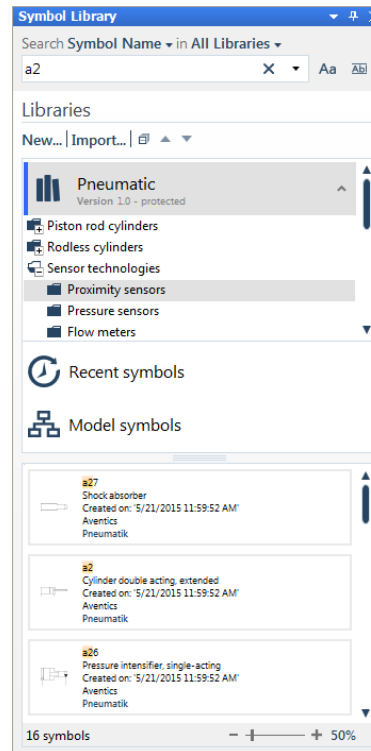 Symbol Library
Search Symbol Name in All Libraries
a2
Aa Ab
Libraries
New... | Import... |
Pneumatic
Version 1.0 - protected
Piston rod cylinders
Rodless cylinders
Sensor technologies
Proximity sensors
Pressure sensors
Flow meters
Recent symbols
Model symbols
a27
Shock absorber
Created on: '5/21/2015 11:59:52 AM'
Aventics
Pneumatik
a2
Cylinder double acting, extended
Created on: '5/21/2015 11:59:52 AM'
Aventics
Pneumatik
a26
Pressure intensifier, single-acting
Created on: '5/21/2015 11:59:52 AM'
Aventics
Pneumatik
16 symbols - + 50%